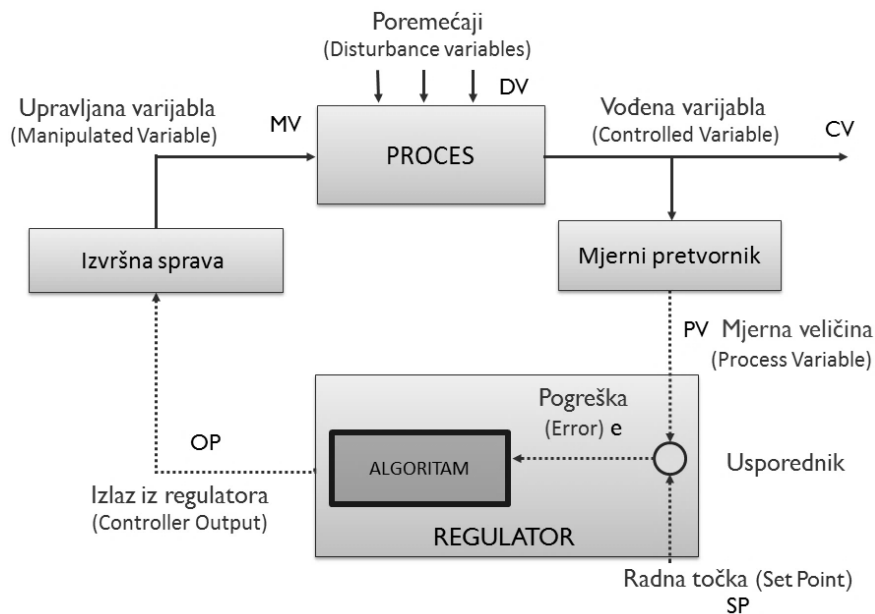 Poremećaji
(Disturbance variables)
DV
Upravljana varijabla
(Manipulated Variable)
MV
PROCES
Vođena varijabla
(Controlled Variable)
CV
Izvršna sprava
Mjerni pretvornik
PV
Mjerna veličina
(Process Variable)
Pogreška
(Error) e
OP
ALGORITAM
Usporednik
Izlaz iz regulatora
(Controller Output)
REGULATOR
Radna točka (Set Point)
SP